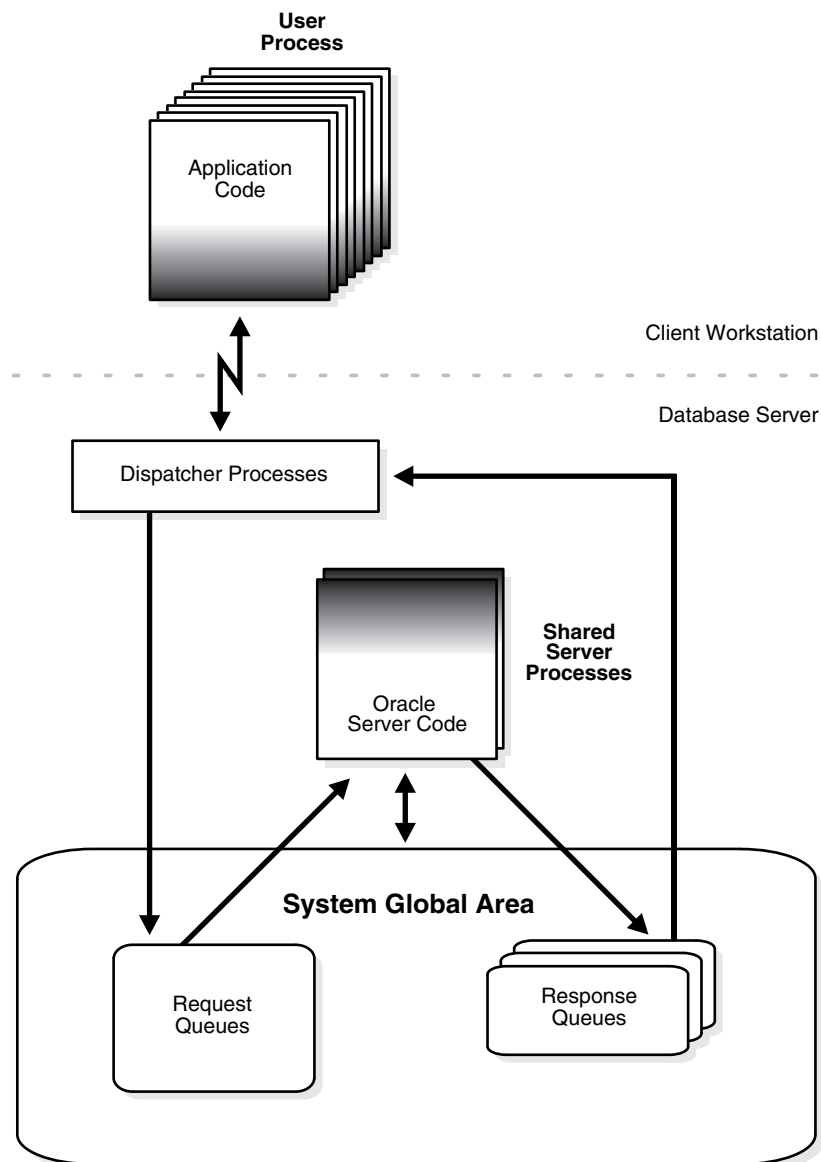 User
Process
Application
Code
Client Workstation
Database Server
Dispatcher Processes
Shared
Server
Processes
Oracle
Server Code
System Global Area
Request
Queues
Response
Queues